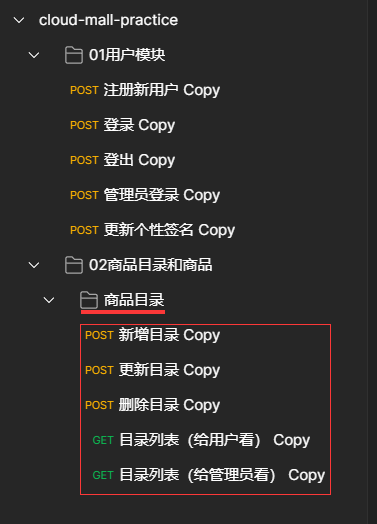 cloud-mall-practice
01用户模块
POST 注册新用户 Copy
POST 登录 Copy
POST 登出 Copy
POST 管理员登录 Copy
POST 更新个性签名 Copy
02商品目录和商品
商品目录
POST 新增目录 Copy
POST 更新目录 Copy
POST 删除目录 Copy
GET 目录列表（给用户看） Copy
GET 目录列表（给管理员看） Copy